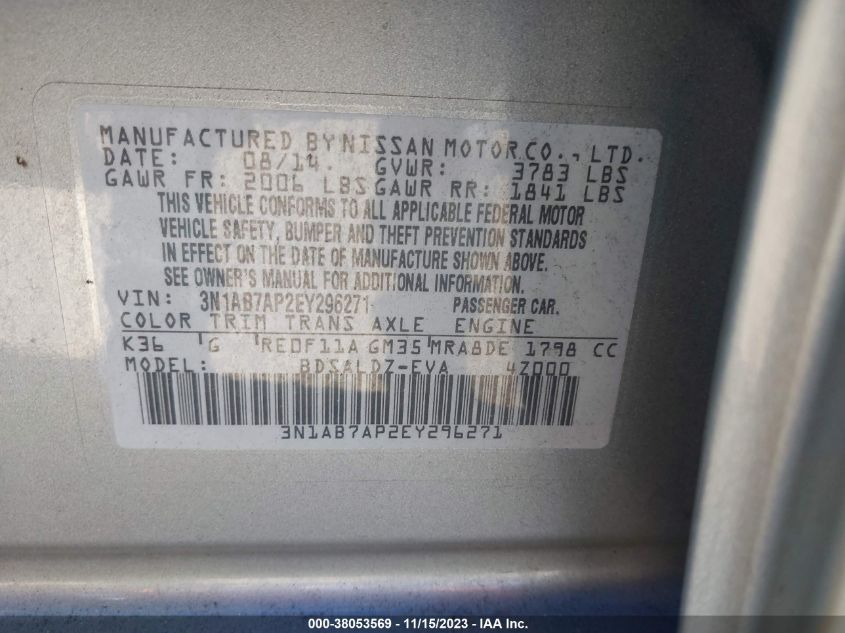 MANUFACTURED BY NISSAN MOTOR CO., LTD.
DATE: 08/14. GVWR: 3783 LBS
GAWR FR: 2006 LBS GAWR RR: 1841 LBS
THIS VEHICLE CONFORMS TO ALL APPLICABLE FEDERAL MOTOR
VEHICLE SAFETY, BUMPER AND THEFT PREVENTION STANDARDS
IN EFFECT ON THE DATE OF MANUFACTURE SHOWN ABOVE.
SEE OWNER'S MANUAL FOR ADDITIONAL INFORMATION.
VIN: 3N1AB7AP2EY296271 PASSENGER CAR.
COLOR TRIM TRANS AXLE ENGINE
K36 G RE0F11A GM35 MRA8DE 1798 CC
MODEL: BDSALDZ-EVA 4Z000
3N1AB7AP2EY296271
000-38053569 - 11/15/2023 - IAA Inc.